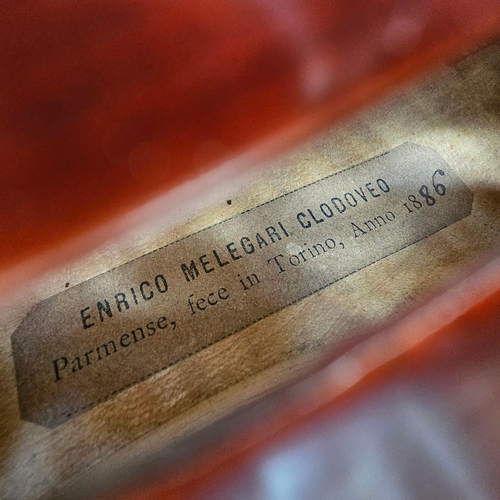 ENRICO MELEGARI CLODOVEO
Parmense, fece in Torino, Anno 1886